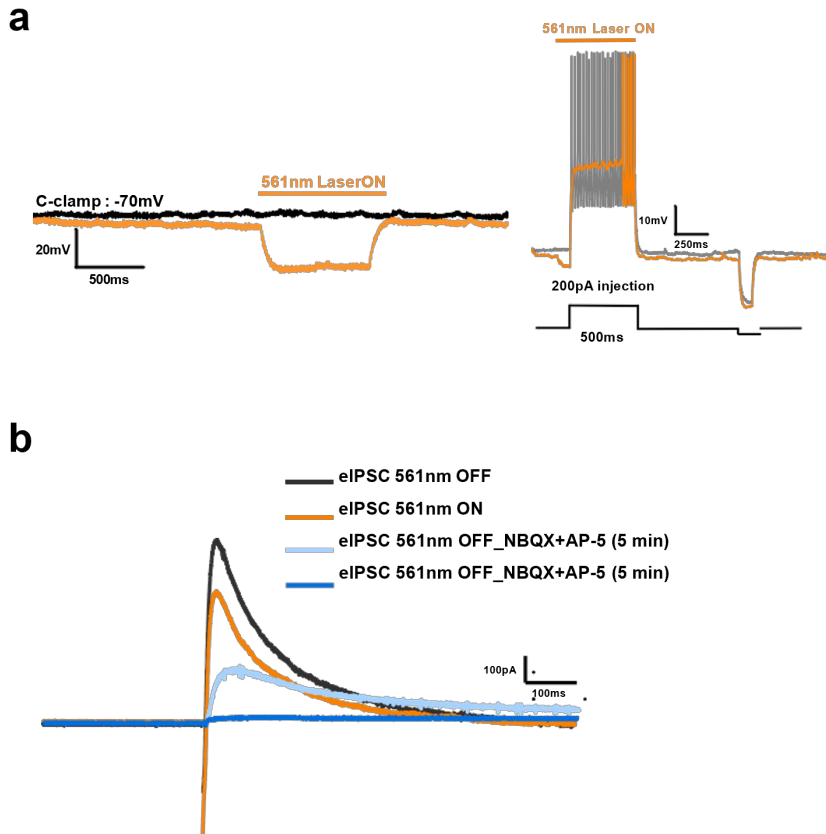 a
561nm Laser ON
561nm LaserON
C-clamp : -70mV
20mV
500ms
10mV
250ms
200pA injection
500ms
b
eIPSC 561nm OFF
eIPSC 561nm ON
eIPSC 561nm OFF_NBQX+AP-5 (5 min)
eIPSC 561nm OFF_NBQX+AP-5 (5 min)
100pA
100ms